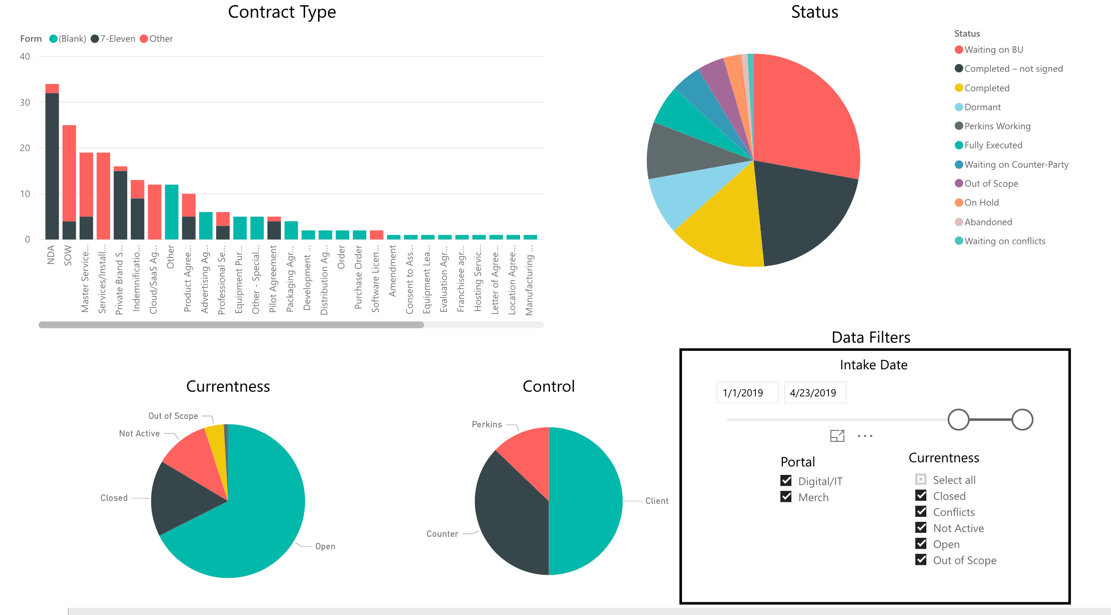 Contract Type
Form (Blank) 7-Eleven Other
40
30
20
10
0
NDA
SOW
Master Service...
Services/Install...
Private Brand S...
Indemnificatio...
Cloud/SaaS Ag...
Other
Product Agree...
Advertising Ag...
Professional Se...
Equipment Pur...
Other - Special...
Pilot Agreement
Packaging Agr...
Development ...
Distribution Ag...
Order
Purchase Order
Software Licen...
Amendment
Consent to Ass...
Equipment Lea...
Evaluation Agr...
Franchisee agr...
Hosting Servic...
Letter of Agree...
Location Agree...
Manufacturing ...
Status
Status
Waiting on BU
Completed – not signed
Completed
Dormant
Perkins Working
Fully Executed
Waiting on Counter-Party
Out of Scope
On Hold
Abandoned
Waiting on conflicts
Currentness
Out of Scope
Not Active
Closed
Open
Control
Perkins
Client
Counter
Data Filters
Intake Date
1/1/2019 4/23/2019
Portal
Digital/IT
Merch
Currentness
Select all
Closed
Conflicts
Not Active
Open
Out of Scope